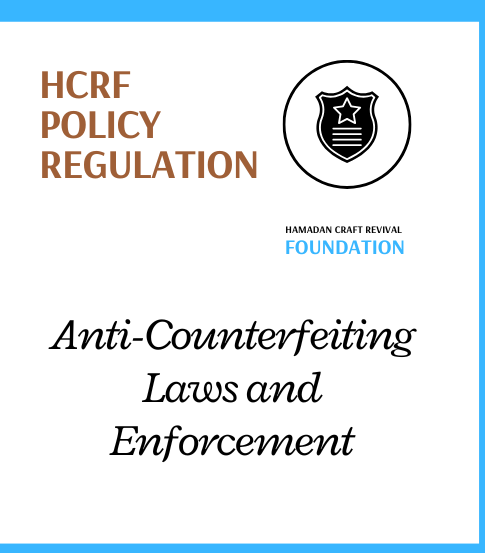 HCRF
POLICY
REGULATION
HAMADAN CRAFT REVIVAL
FOUNDATION
Anti-Counterfeiting
Laws and
Enforcement